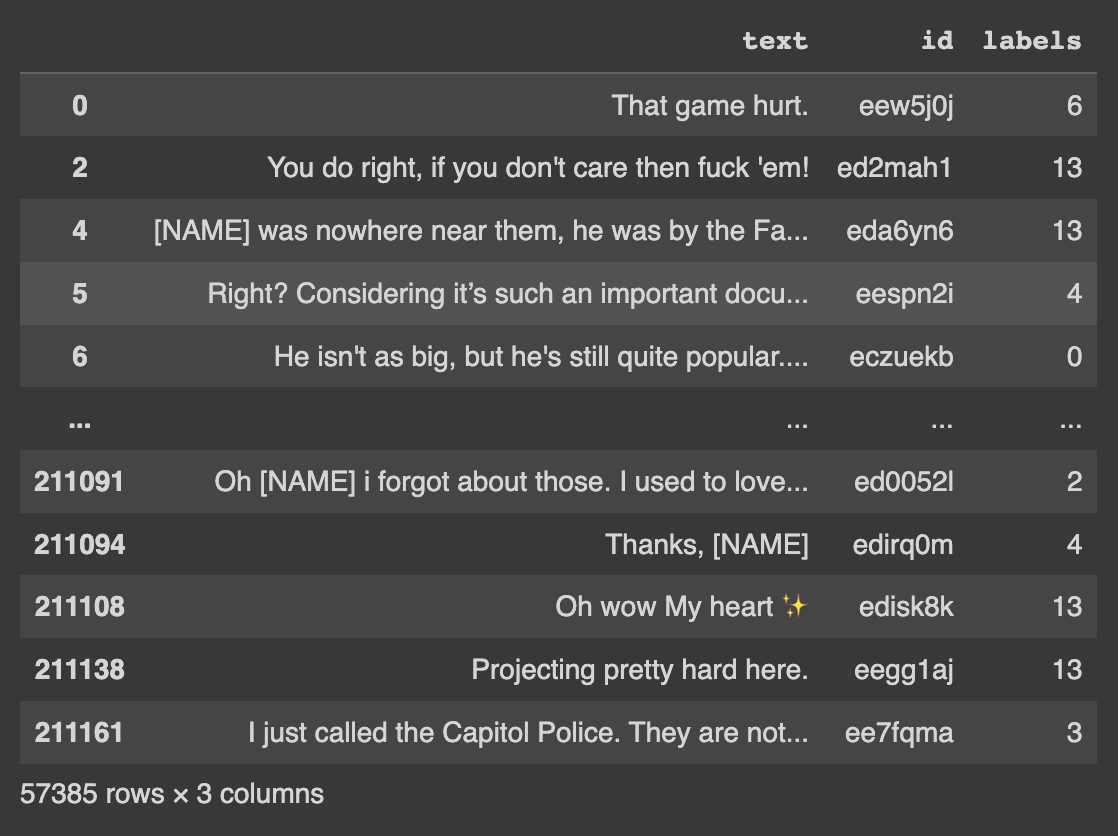 text id labels
0 That game hurt. eew5j0j 6
2 You do right, if you don't care then fuck 'em! ed2mah1 13
4 [NAME] was nowhere near them, he was by the Fa... eda6yn6 13
5 Right? Considering it’s such an important docu... eespn2i 4
6 He isn't as big, but he's still quite popular.... eczuekb 0
... ... ... ...
211091 Oh [NAME] i forgot about those. I used to love... ed0052l 2
211094 Thanks, [NAME] edirq0m 4
211108 Oh wow My heart ✨ edisk8k 13
211138 Projecting pretty hard here. eegg1aj 13
211161 I just called the Capitol Police. They are not... ee7fqma 3
57385 rows × 3 columns